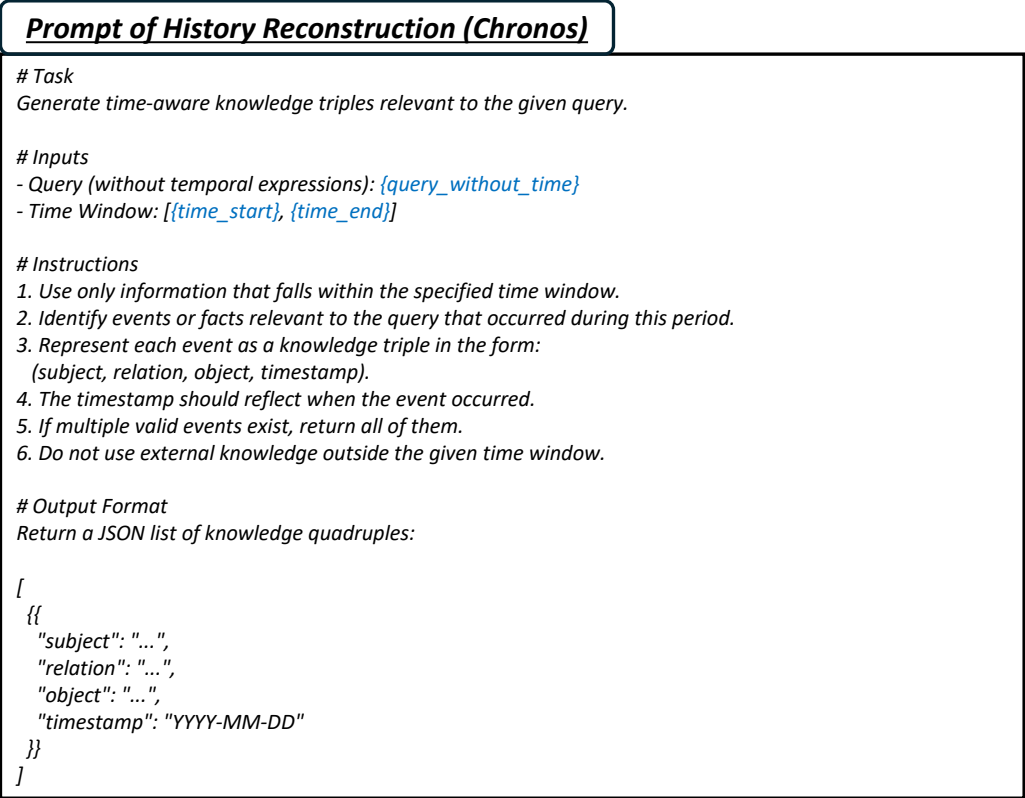 Prompt of History Reconstruction (Chronos)
# Task
Generate time-aware knowledge triples relevant to the given query.
# Inputs
- Query (without temporal expressions): {query_without_time}
- Time Window: [{time_start}, {time_end}]
# Instructions
1. Use only information that falls within the specified time window.
2. Identify events or facts relevant to the query that occurred during this period.
3. Represent each event as a knowledge triple in the form:
(subject, relation, object, timestamp).
4. The timestamp should reflect when the event occurred.
5. If multiple valid events exist, return all of them.
6. Do not use external knowledge outside the given time window.
# Output Format
Return a JSON list of knowledge quadruples:
[
{{
"subject": "...",
"relation": "...",
"object": "...",
"timestamp": "YYYY-MM-DD"
}}
]